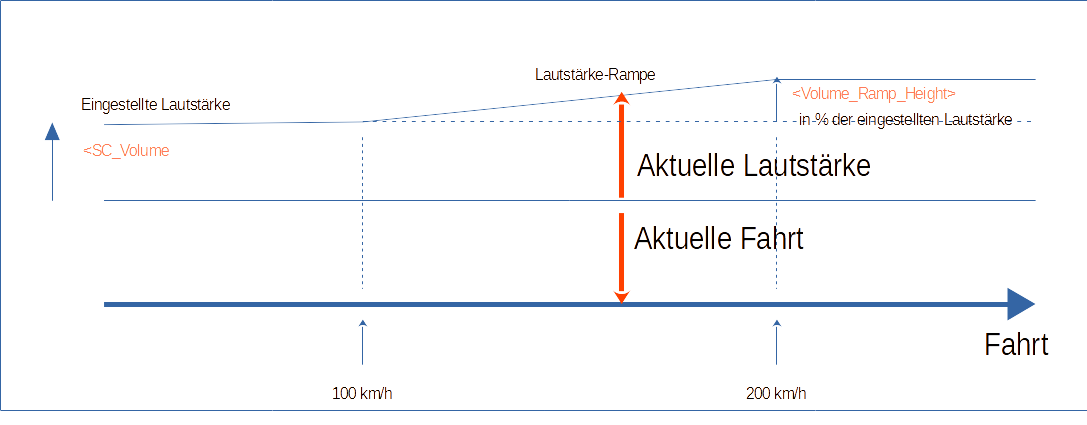 Lautstärke-Rampe
Eingestellte Lautstärke
<Volume_Ramp_Height>
in % der eingestellten Lautstärke
<SC_Volume
Aktuelle Lautstärke
Aktuelle Fahrt
Fahrt
100 km/h
200 km/h